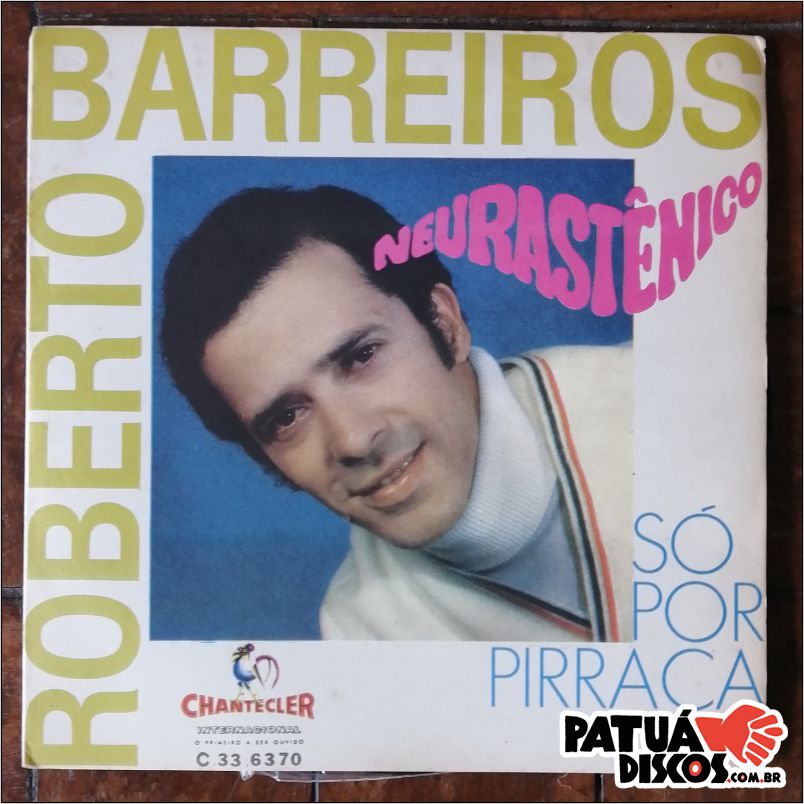 ROBERTO
BARREIROS
NEURASTÊNICO
SÓ
POR
PIRRAÇA
CHANTECLER
INTERNACIONAL
O PRIMEIRO A SER OUVIDO
C.33.6370
PATUÁ
DISCOS.COM.BR